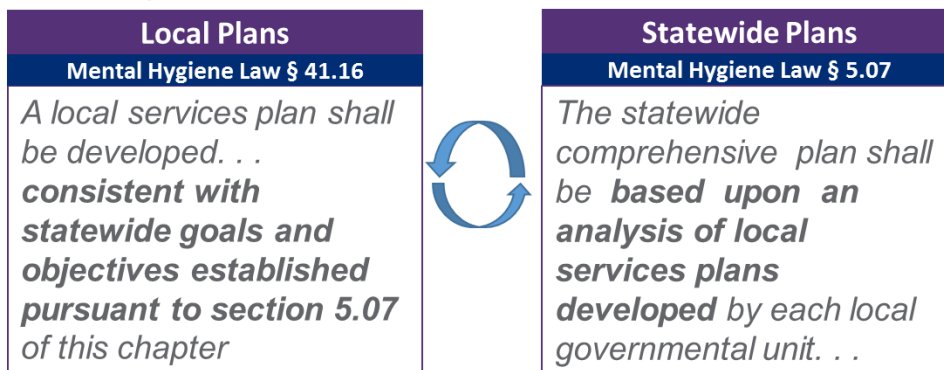 Local Plans
Mental Hygiene Law § 41.16
A local services plan shall
be developed. . .
consistent with
statewide goals and
objectives established
pursuant to section 5.07
of this chapter
Statewide Plans
Mental Hygiene Law § 5.07
The statewide
comprehensive plan shall
be based upon an
analysis of local
services plans
developed by each local
governmental unit. . .